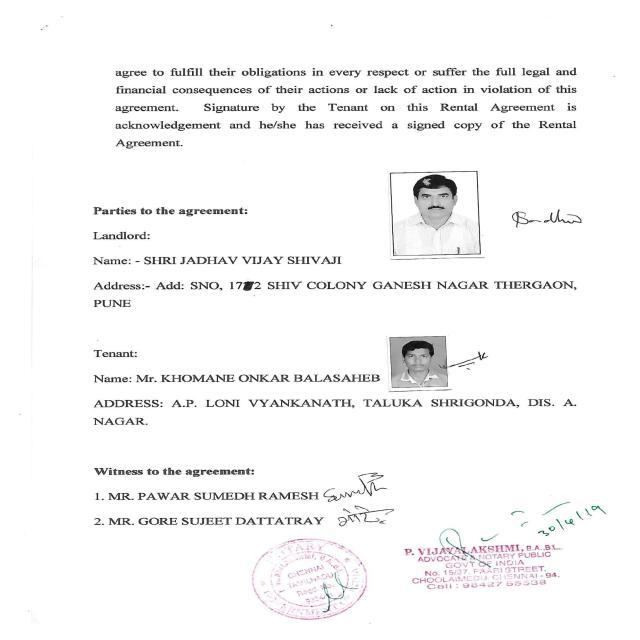 agree to fulfill their obligations in every respect or suffer the full legal and
financial consequences of their actions or lack of action in violation of this
agreement. Signature by the Tenant on this Rental Agreement is
acknowledgement and he/she has received a signed copy of the Rental
Agreement.
Parties to the agreement:
Landlord:
Name: - SHRI JADHAV VIJAY SHIVAJI
Address:- Add: SNO, 17/2 SHIV COLONY GANESH NAGAR THERGAON,
PUNE
Tenant:
Name: Mr. KHOMANE ONKAR BALASAHEB
ADDRESS: A.P. LONI VYANKANATH, TALUKA SHRIGONDA, DIS. A.
NAGAR.
Witness to the agreement:
1. MR. PAWAR SUMEDH RAMESH
2. MR. GORE SUJEET DATTATRAY
30/4/19
P. VIJAYALAKSHMI, B.A.,B.L.,
ADVOCATE & NOTARY PUBLIC
GOVT OF INDIA
No. 15/37, PAARI STREET,
CHOOLAIMEDU, CHENNAI - 94.
Cell : 98427 55538
NOTARY
CHENNAI
TAMILNADU